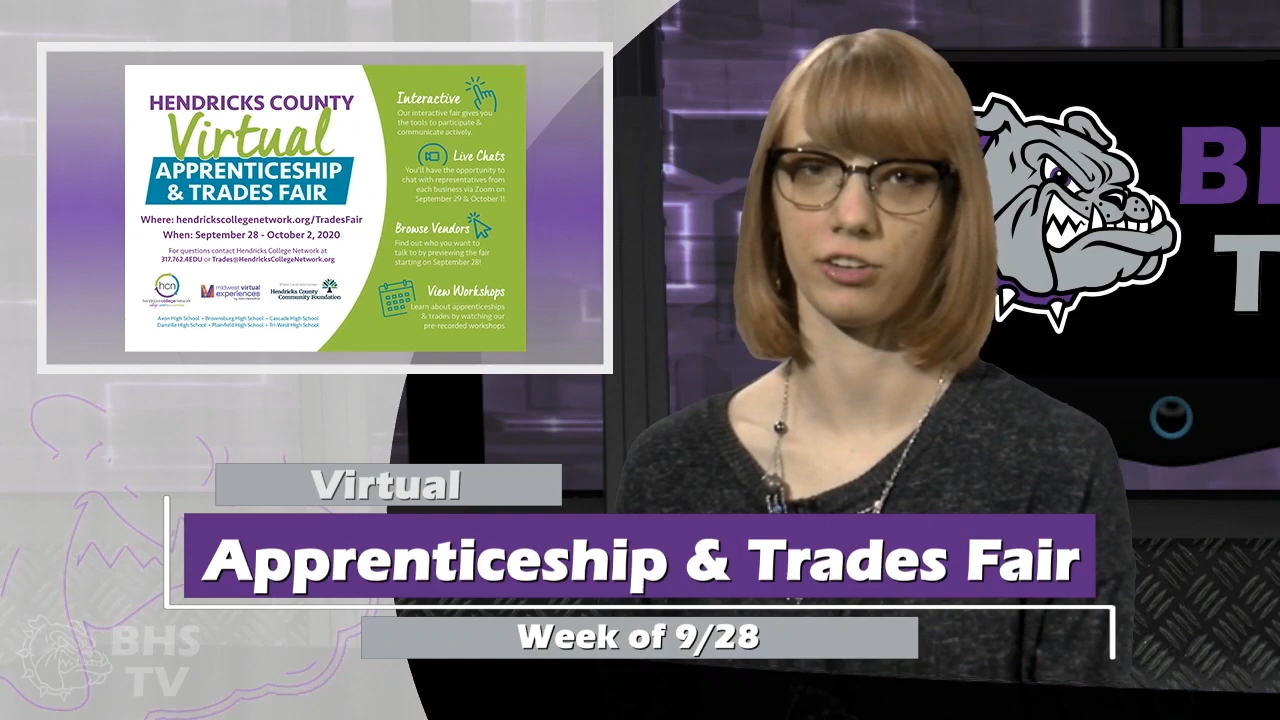 HENDRICKS COUNTY
Virtual
APPRENTICESHIP
& TRADES FAIR
Where: hendrickscollegenetwork.org/TradesFair
When: September 28 - October 2, 2020
For questions contact Hendricks College Network at
317.762.4EDU or Trades@HendricksCollegeNetwork.org
hcn
hendrickscollegenetwork
midwest virtual
experiences
Hendricks County
Community Foundation
Avon High School • Brownsburg High School • Cascade High School
Danville High School • Plainfield High School • Tri-West High School
Interactive
Our interactive fair gives you
the tools to participate &
communicate actively.
Live Chats
You'll have the opportunity to
chat with representatives from
each business via Zoom on
September 29 & October 1!
Browse Vendors
Find out who you want to
talk to by previewing the fair
starting on September 28!
View Workshops
Learn about apprenticeships
& trades by watching our
pre-recorded workshops
Virtual
Apprenticeship & Trades Fair
Week of 9/28
BHS
TV